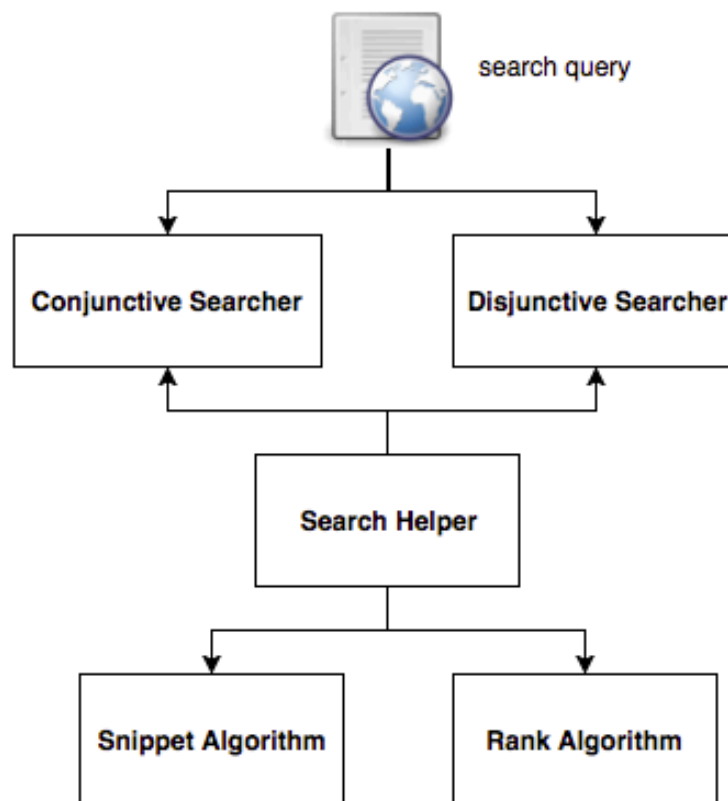 search query
Conjunctive Searcher
Disjunctive Searcher
Search Helper
Snippet Algorithm
Rank Algorithm